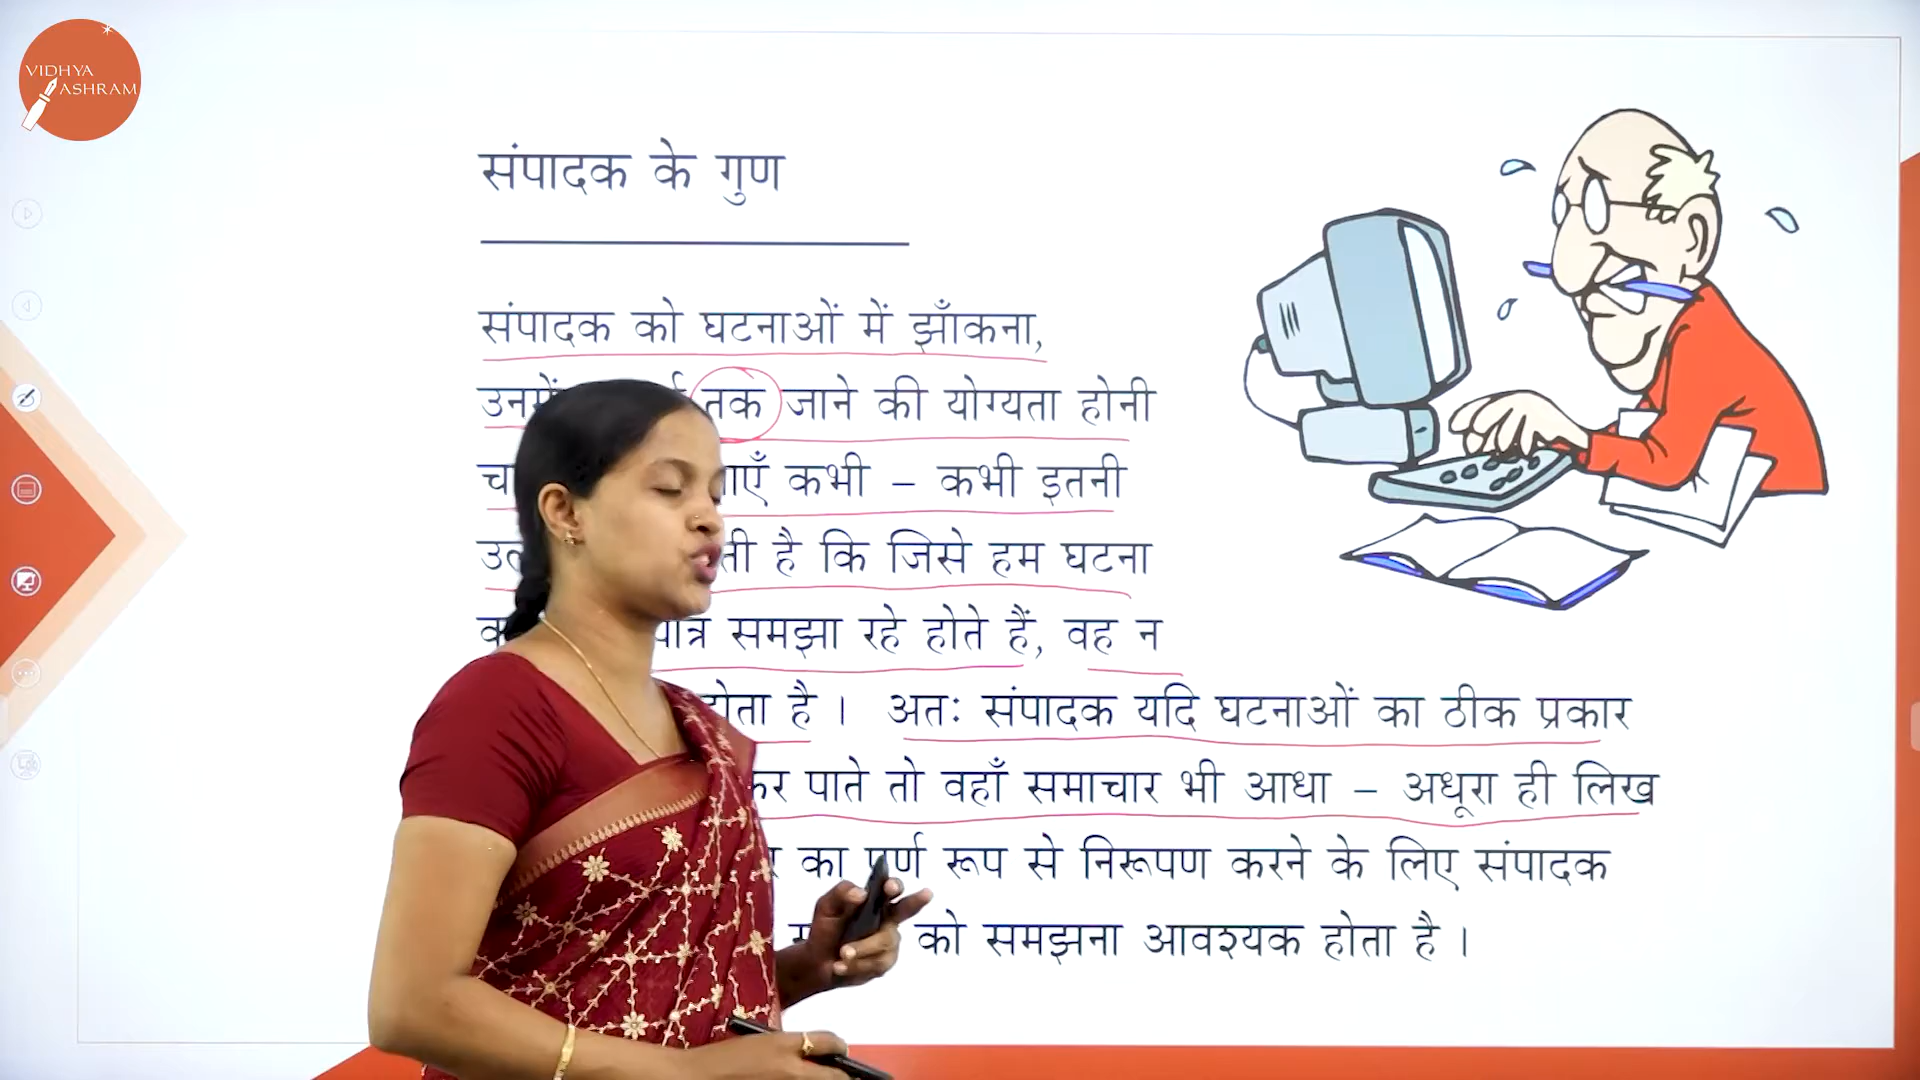 VIDHYA
ASHRAM
संपादक के गुण
संपादक को घटनाओं में झाँकना,
तक जाने की योग्यता होनी
कभी – कभी इतनी
है कि जिसे हम घटना
समझा रहे होते हैं, वह न
होता है । अतः संपादक यदि घटनाओं का ठीक प्रकार
पाते तो वहाँ समाचार भी आधा – अधूरा ही लिख
का पूर्ण रूप से निरूपण करने के लिए संपादक
को समझना आवश्यक होता है ।